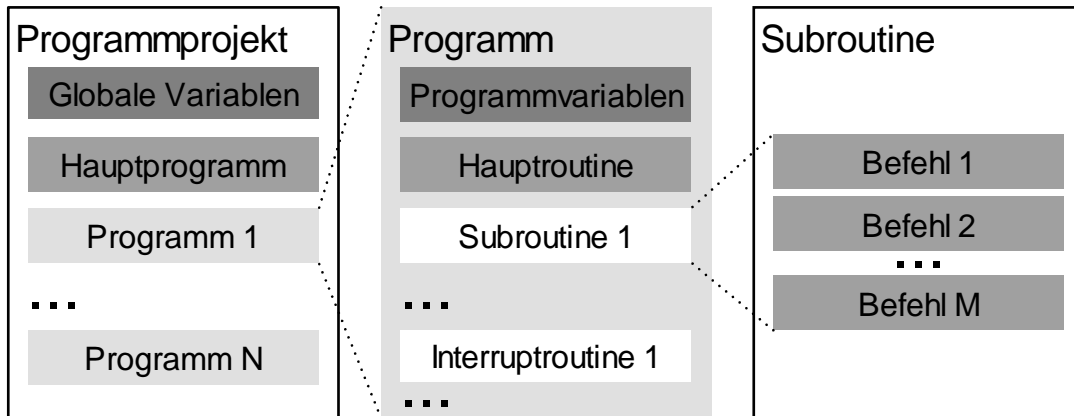 Programmprojekt
Globale Variablen
Hauptprogramm
Programm 1
...
Programm N
Programm
Programmvariablen
Hauptroutine
Subroutine 1
...
Interruptroutine 1
...
Subroutine
Befehl 1
Befehl 2
...
Befehl M